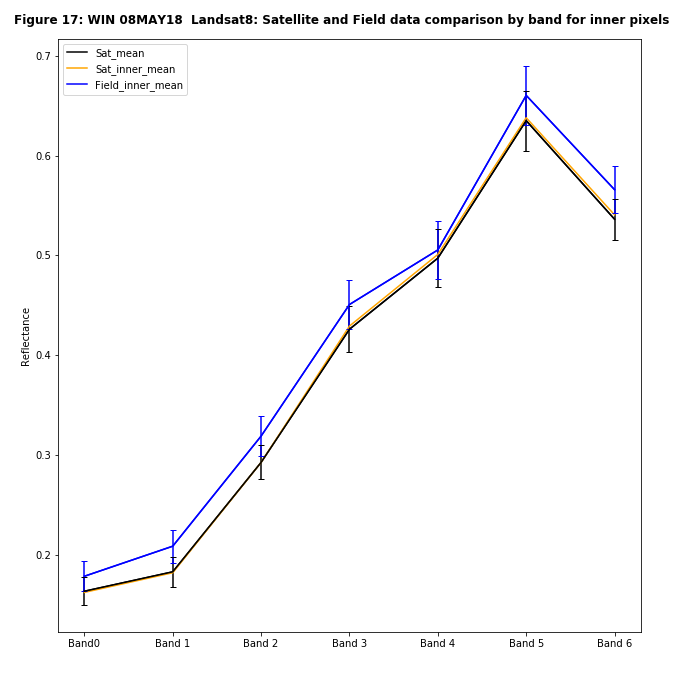 Figure 17: WIN 08MAY18  Landsat8: Satellite and Field data comparison by band for inner pixels
Sat_mean
Sat_inner_mean
Field_inner_mean
0.7
0.6
0.5
0.4
0.3
0.2
Reflectance
Band0 Band 1 Band 2 Band 3 Band 4 Band 5 Band 6